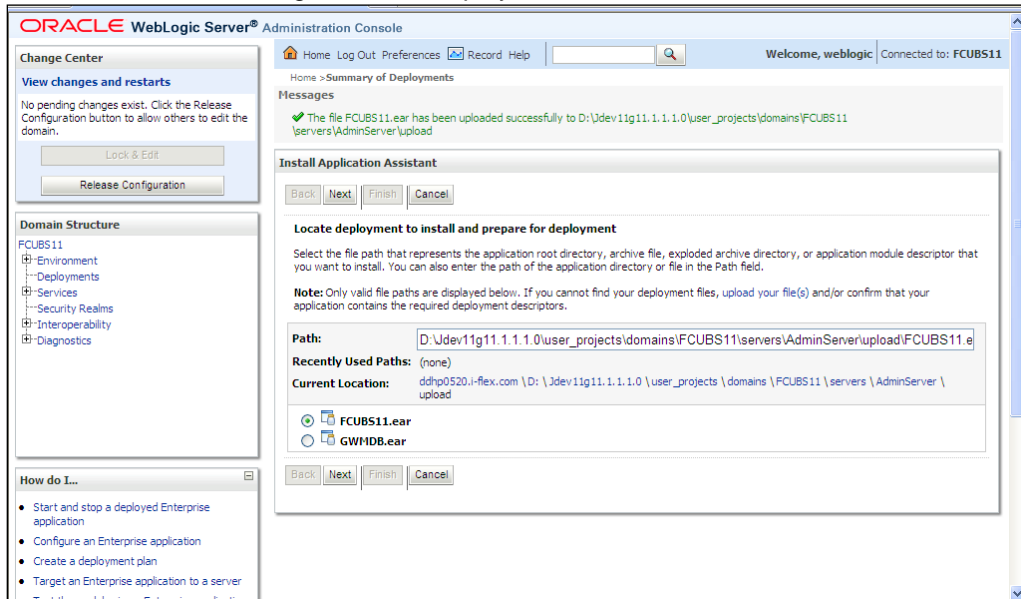 ORACLE WebLogic Server® Administration Console
Change Center
View changes and restarts
No pending changes exist. Click the Release
Configuration button to allow others to edit the
domain.
Lock & Edit
Release Configuration
Domain Structure
FCUBS11
Environment
Deployments
Services
Security Realms
Interoperability
Diagnostics
How do I...
Start and stop a deployed Enterprise
application
Configure an Enterprise application
Create a deployment plan
Target an Enterprise application to a server
Home Log Out Preferences Record Help
Welcome, weblogic Connected to: FCUBS11
Home >Summary of Deployments
Messages
The file FCUBS11.ear has been uploaded successfully to D:\Jdev11g11.1.1.1.0\user_projects\domains\FCUBS11
\servers\AdminServer\upload
Install Application Assistant
Back Next Finish Cancel
Locate deployment to install and prepare for deployment
Select the file path that represents the application root directory, archive file, exploded archive directory, or application module descriptor that
you want to install. You can also enter the path of the application directory or file in the Path field.
Note: Only valid file paths are displayed below. If you cannot find your deployment files, upload your file(s) and/or confirm that your
application contains the required deployment descriptors.
Path: D:\Jdev11g11.1.1.1.0\user_projects\domains\FCUBS11\servers\AdminServer\upload\FCUBS11.e
Recently Used Paths: (none)
Current Location: ddhp0520.i-flex.com \ D: \ Jdev11g11.1.1.1.0 \ user_projects \ domains \ FCUBS11 \ servers \ AdminServer \
upload
FCUBS11.ear
GWMDB.ear
Back Next Finish Cancel